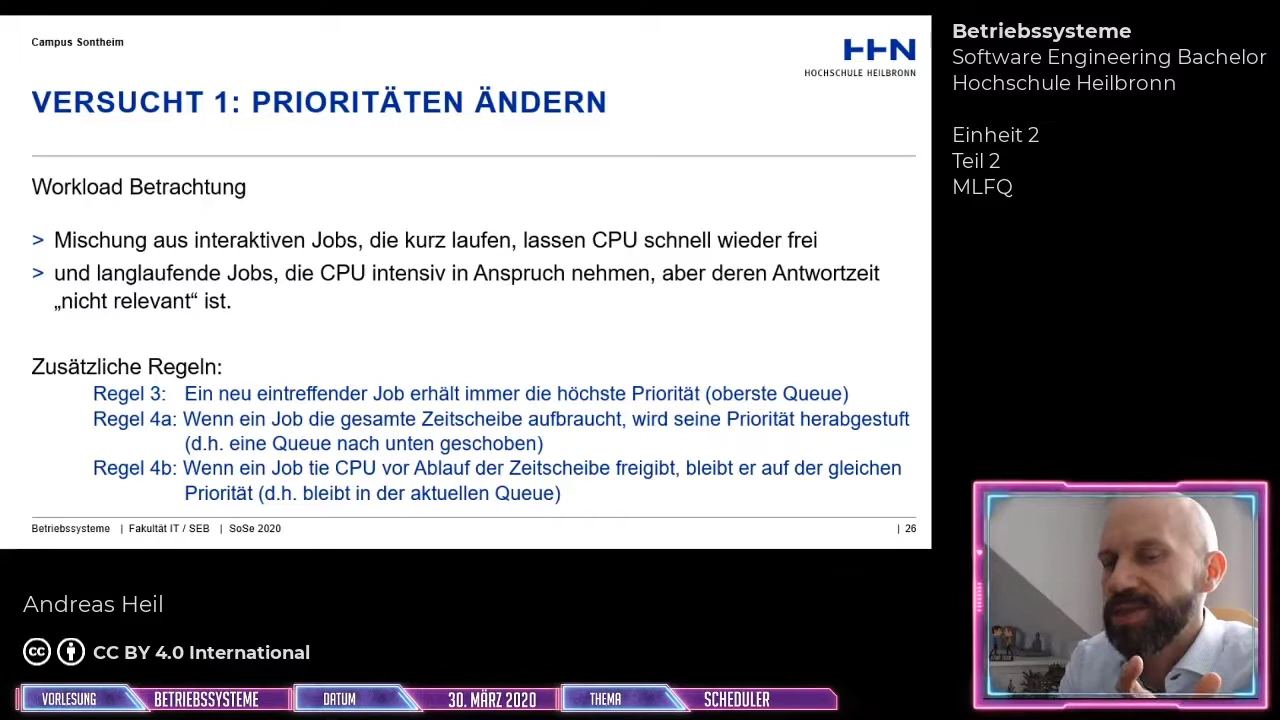 Campus Sontheim
HHN
HOCHSCHULE HEILBRONN
VERSUCHT 1: PRIORITÄTEN ÄNDERN
Workload Betrachtung
> Mischung aus interaktiven Jobs, die kurz laufen, lassen CPU schnell wieder frei
> und langlaufende Jobs, die CPU intensiv in Anspruch nehmen, aber deren Antwortzeit
„nicht relevant“ ist.
Zusätzliche Regeln:
Regel 3: Ein neu eintreffender Job erhält immer die höchste Priorität (oberste Queue)
Regel 4a: Wenn ein Job die gesamte Zeitscheibe aufbraucht, wird seine Priorität herabgestuft
(d.h. eine Queue nach unten geschoben)
Regel 4b: Wenn ein Job tie CPU vor Ablauf der Zeitscheibe freigibt, bleibt er auf der gleichen
Priorität (d.h. bleibt in der aktuellen Queue)
Betriebssysteme | Fakultät IT / SEB | SoSe 2020 | 26
Betriebssysteme
Software Engineering Bachelor
Hochschule Heilbronn
Einheit 2
Teil 2
MLFQ
Andreas Heil
cc CC BY 4.0 International
VORLESUNG BETRIEBSSYSTEME DATUM 30. MÄRZ 2020 THEMA SCHEDULER